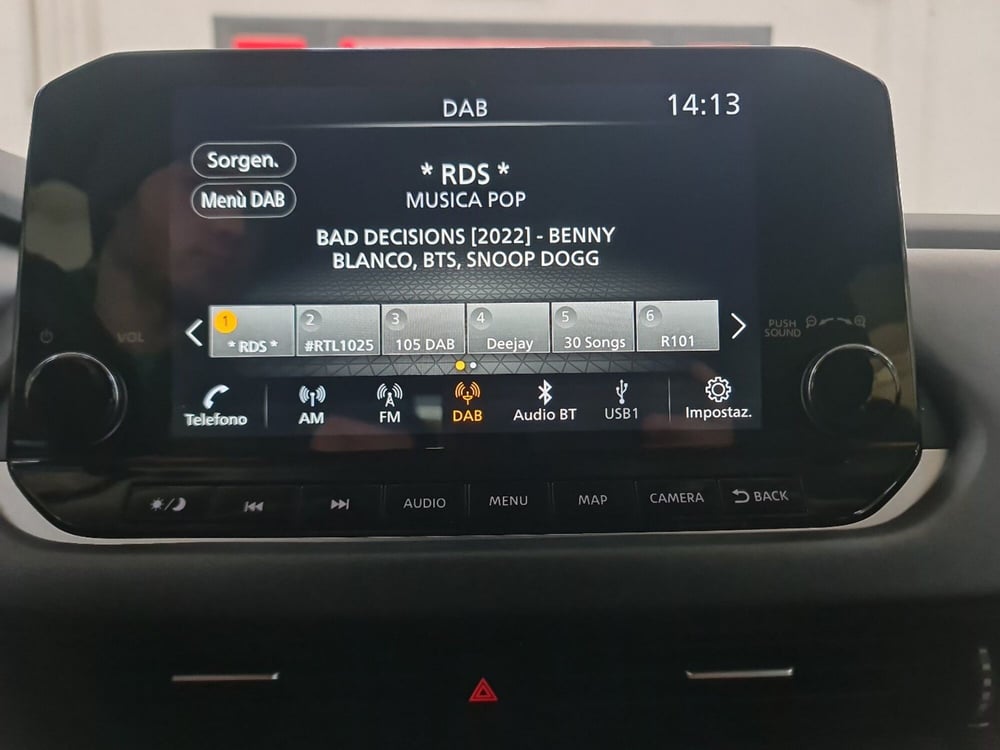 DAB
14:13
Sorgen.
Menù DAB
* RDS *
MUSICA POP
BAD DECISIONS [2022] - BENNY
BLANCO, BTS, SNOOP DOGG
1 2 3 4 5 6
* RDS * #RTL1025 105 DAB Deejay 30 Songs R101
Telefono AM FM DAB Audio BT USB1 Impostaz.
VOL
PUSH
SOUND
AUDIO MENU MAP CAMERA BACK